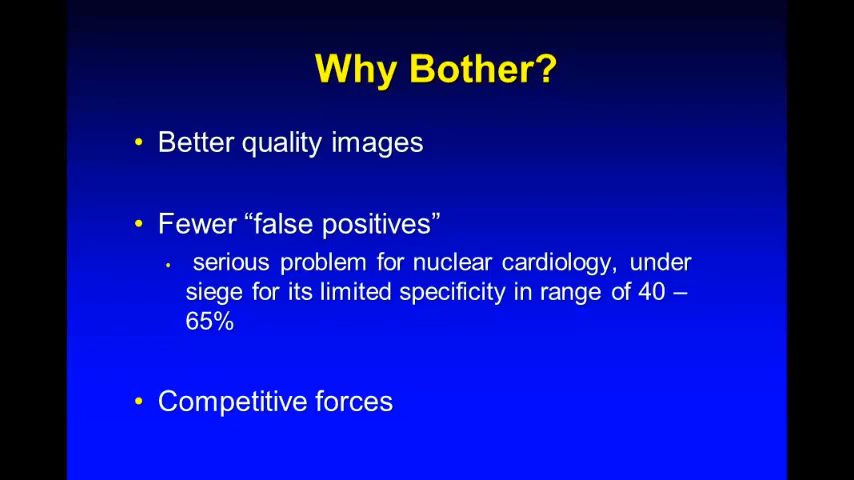 Why Bother?
• Better quality images
• Fewer “false positives”
• serious problem for nuclear cardiology, under
siege for its limited specificity in range of 40 –
65%
• Competitive forces